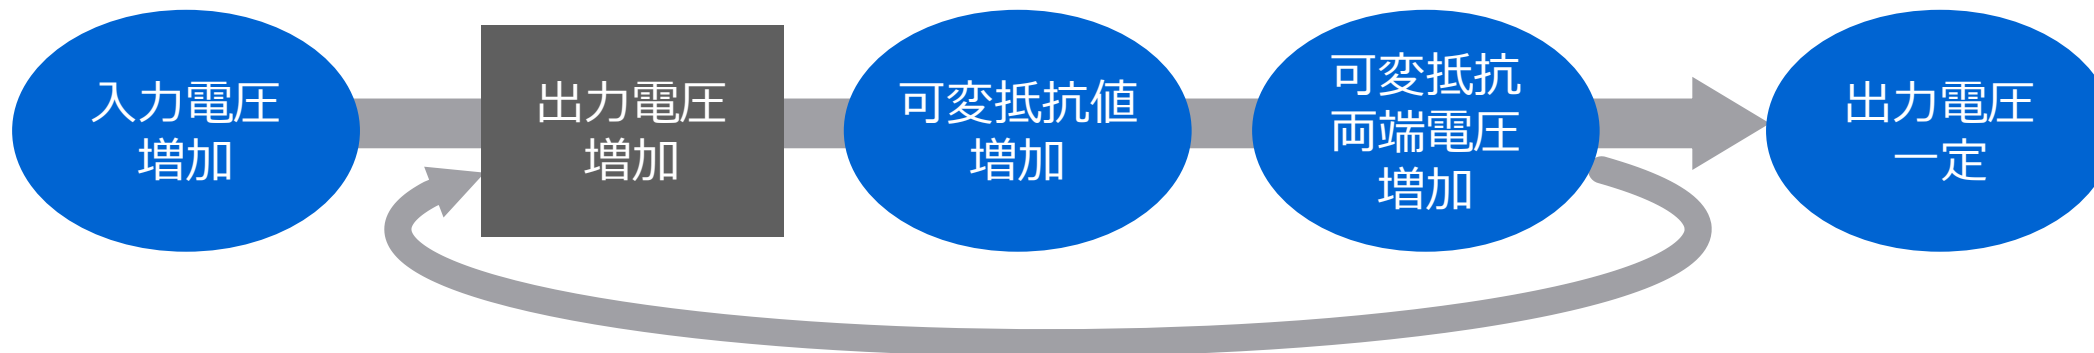 入力電圧
増加
出力電圧
増加
可変抵抗値
増加
可変抵抗
両端電圧
増加
出力電圧
一定